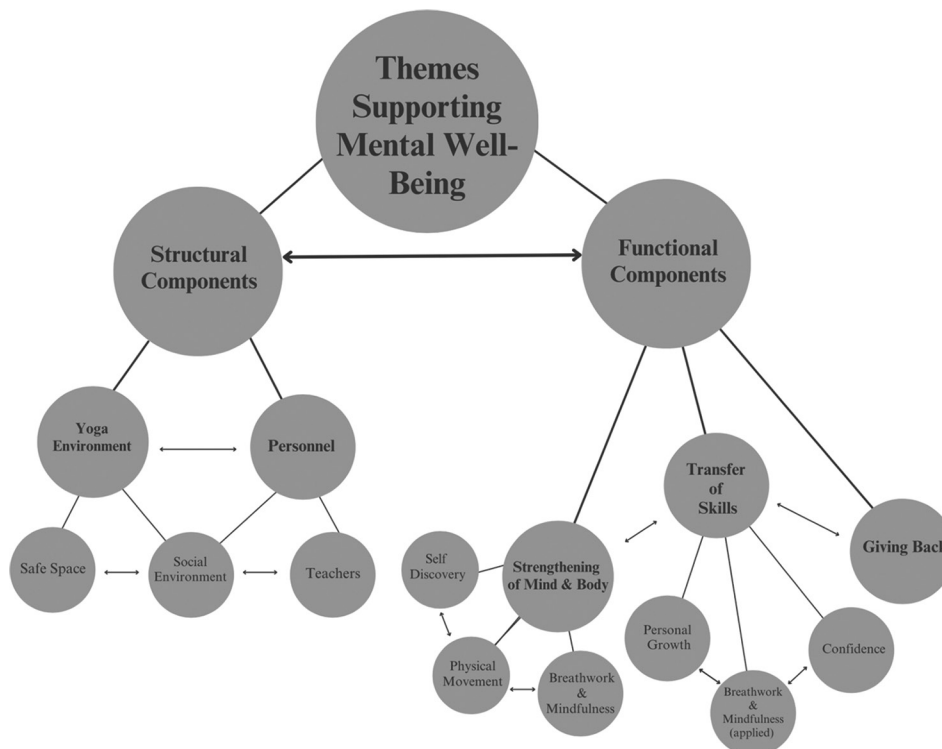 Themes
Supporting
Mental Well-
Being
Structural
Components
Functional
Components
Yoga
Environment
Personnel
Safe Space
Social
Environment
Teachers
Transfer
of
Skills
Giving Back
Self
Discovery
Strengthening
of Mind & Body
Physical
Movement
Breathwork
&
Mindfulness
Personal
Growth
Breathwork
&
Mindfulness
(applied)
Confidence